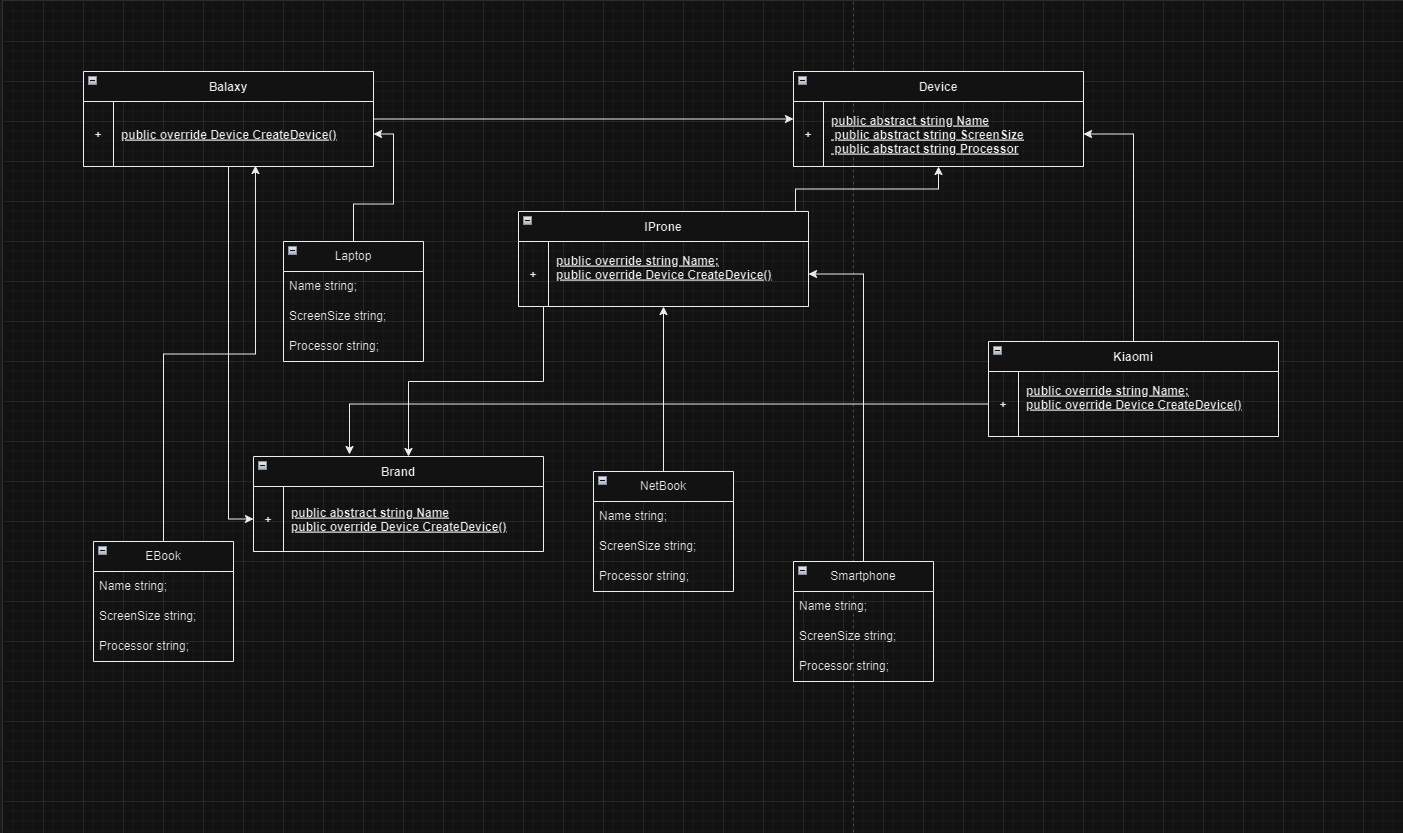 Balaxy
+
public override Device CreateDevice()
Device
+
public abstract string Name
public abstract string ScreenSize
public abstract string Processor
IProne
+
public override string Name;
public override Device CreateDevice()
Laptop
Name string;
ScreenSize string;
Processor string;
Kiaomi
+
public override string Name;
public override Device CreateDevice()
Brand
+
public abstract string Name
public override Device CreateDevice()
NetBook
Name string;
ScreenSize string;
Processor string;
EBook
Name string;
ScreenSize string;
Processor string;
Smartphone
Name string;
ScreenSize string;
Processor string;